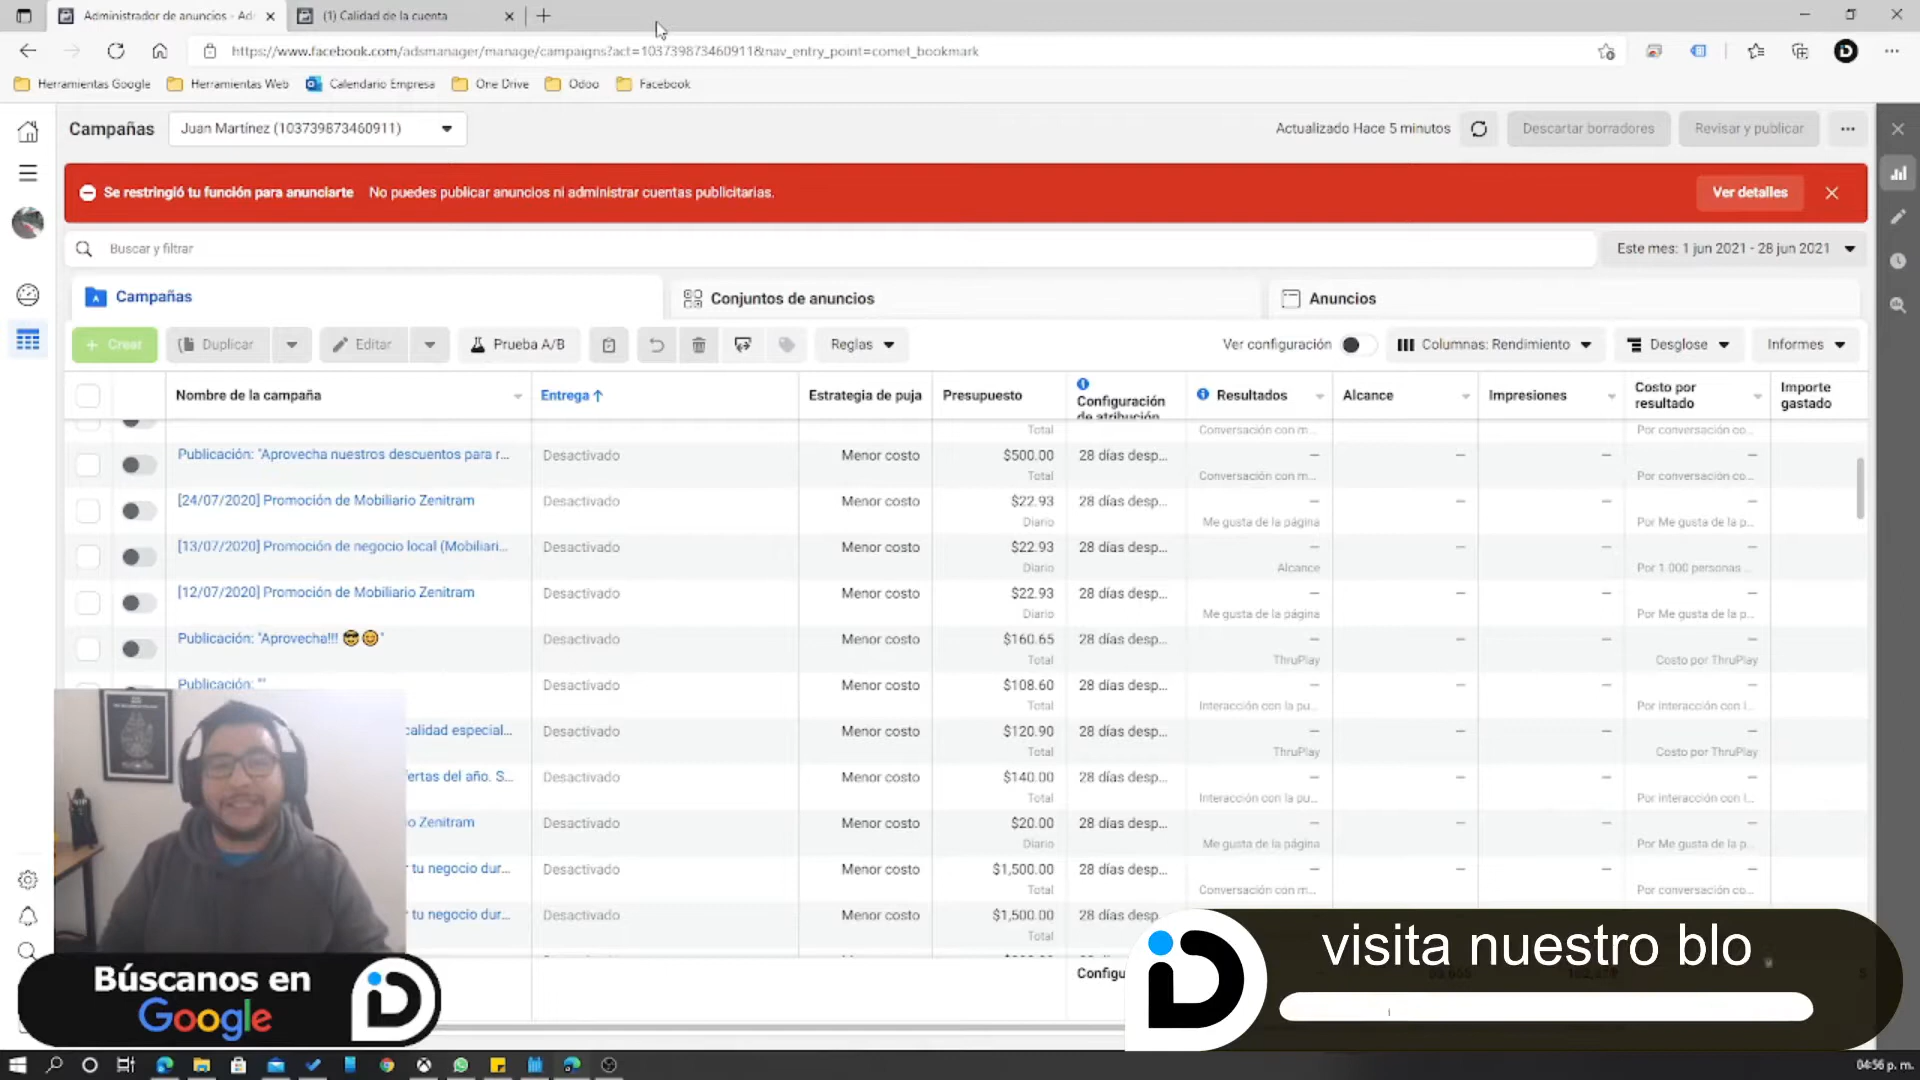 Administrador de anuncios - Ad
(1) Calidad de la cuenta
https://www.facebook.com/adsmanager/manage/campaigns?act=103739873460911&nav_entry_point=comet_bookmark
Herramientas Google
Herramientas Web
Calendario Empresa
One Drive
Odoo
Facebook
Campañas
Juan Martínez (103739873460911)
Actualizado Hace 5 minutos
Descartar borradores
Revisar y publicar
Se restringió tu función para anunciarte No puedes publicar anuncios ni administrar cuentas publicitarias.
Ver detalles
Buscar y filtrar
Este mes: 1 jun 2021 - 28 jun 2021
Campañas
Conjuntos de anuncios
Anuncios
+ Crear
Duplicar
Editar
Prueba A/B
Reglas
Ver configuración
Columnas: Rendimiento
Desglose
Informes
Nombre de la campaña
Entrega ↑
Estrategia de puja
Presupuesto
Configuración
de atribución
Resultados
Alcance
Impresiones
Costo por
resultado
Importe
gastado
Total
Conversación con m...
Por conversación co...
Publicación: "Aprovecha nuestros descuentos para r... Desactivado Menor costo $500.00 28 días desp... — — — —
Total Conversación con m... Por conversación co...
[24/07/2020] Promoción de Mobiliario Zenitram Desactivado Menor costo $22.93 28 días desp... — — — —
Diario Me gusta de la página Por Me gusta de la p...
[13/07/2020] Promoción de negocio local (Mobiliari... Desactivado Menor costo $22.93 28 días desp... — — — —
Diario Alcance Por 1.000 personas ...
[12/07/2020] Promoción de Mobiliario Zenitram Desactivado Menor costo $22.93 28 días desp... — — — —
Diario Me gusta de la página Por Me gusta de la p...
Publicación: "Aprovecha!!! 😎😊" Desactivado Menor costo $160.65 28 días desp... — — — —
Total ThruPlay Costo por ThruPlay
Publicación: "" Desactivado Menor costo $108.60 28 días desp... — — — —
Total Interacción con la pu... Por interacción con l...
calidad especial... Desactivado Menor costo $120.90 28 días desp... — — — —
Total ThruPlay Costo por ThruPlay
fertas del año. S... Desactivado Menor costo $140.00 28 días desp... — — — —
Total Interacción con la pu... Por interacción con l...
o Zenitram Desactivado Menor costo $20.00 28 días desp... — — — —
Diario Me gusta de la página Por Me gusta de la p...
r tu negocio dur... Desactivado Menor costo $1,500.00 28 días desp... — — — —
Total Conversación con m... Por conversación co...
r tu negocio dur... Desactivado Menor costo $1,500.00 28 días desp
Total
Configu
Búscanos en
Google
iD
iD
visita nuestro blo
04:56 p. m.